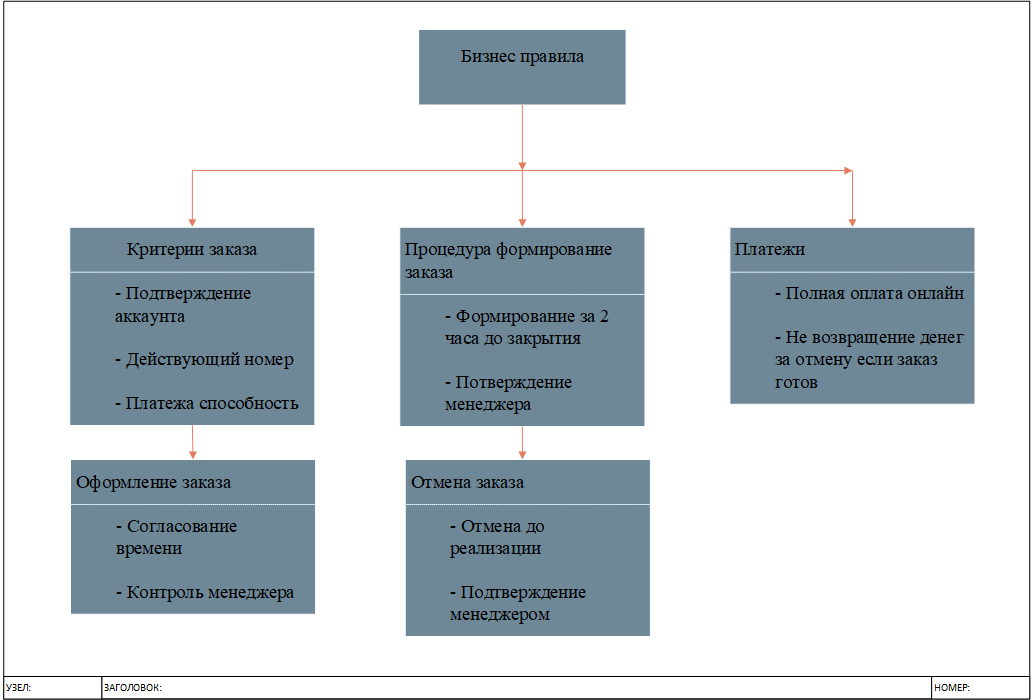 Бизнес правила
Критерии заказа
- Подтверждение
аккаунта
- Действующий номер
- Платежа способность
Процедура формирование
заказа
- Формирование за 2
часа до закрытия
- Потверждение
менеджера
Платежи
- Полная оплата онлайн
- Не возвращение денег
за отмену если заказ
готов
Оформление заказа
- Согласование
времени
- Контроль менеджера
Отмена заказа
- Отмена до
реализации
- Подтверждение
менеджером
УЗЕЛ:
ЗАГОЛОВОК:
НОМЕР: